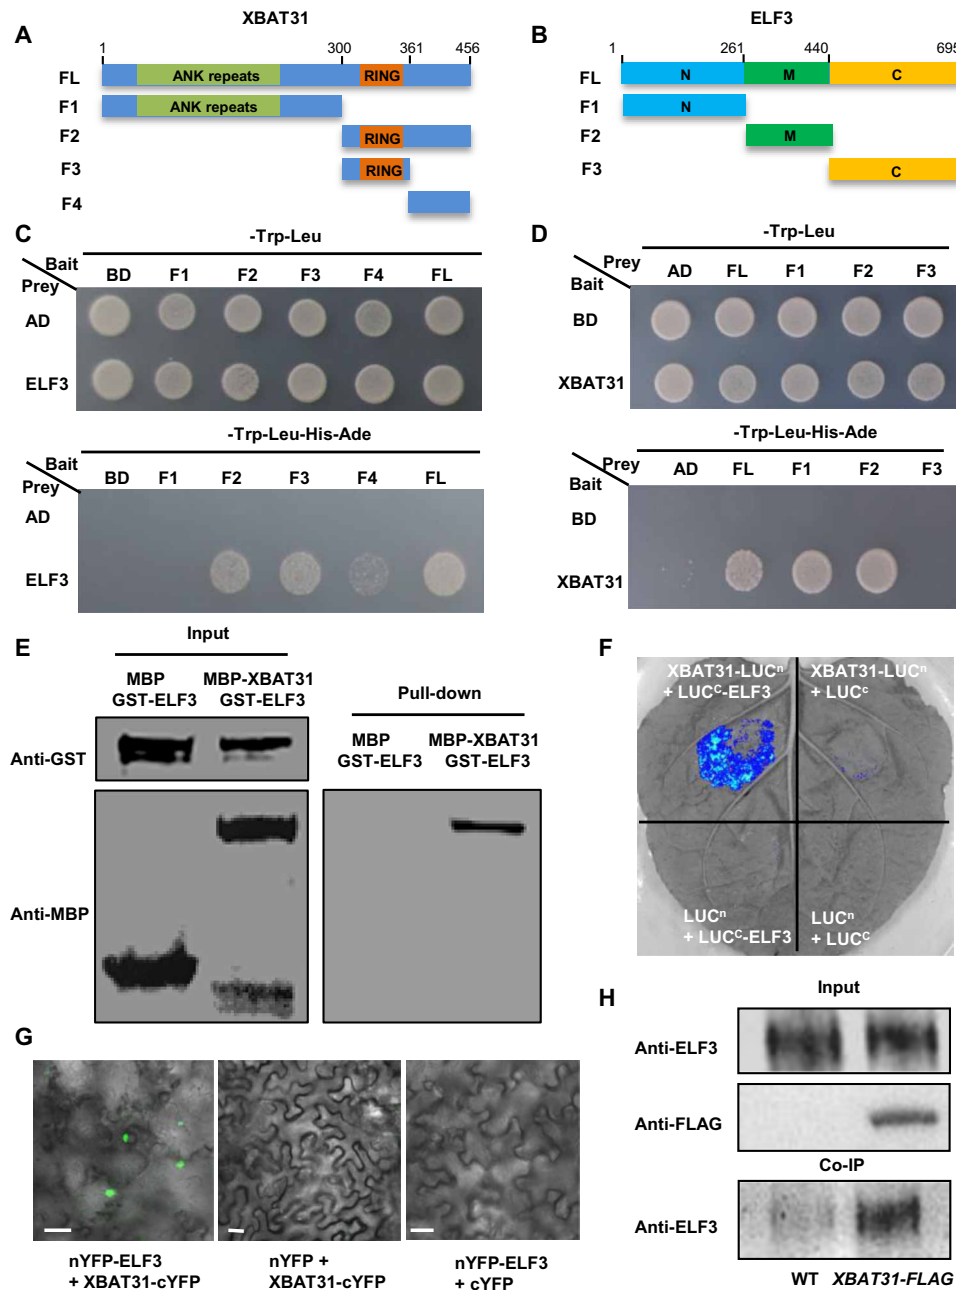 XBAT31
A
1 300 361 456
FL ANK repeats RING
F1 ANK repeats
F2 RING
F3 RING
F4
ELF3
B
1 261 440 695
FL N M C
F1 N
F2 M
F3 C
C
-Trp-Leu
Bait
Prey
BD F1 F2 F3 F4 FL
AD
ELF3
-Trp-Leu-His-Ade
Bait
Prey
BD F1 F2 F3 F4 FL
AD
ELF3
D
-Trp-Leu
Prey
Bait
AD FL F1 F2 F3
BD
XBAT31
-Trp-Leu-His-Ade
Prey
Bait
AD FL F1 F2 F3
BD
XBAT31
E
Input
MBP MBP-XBAT31
GST-ELF3 GST-ELF3
Pull-down
MBP MBP-XBAT31
GST-ELF3 GST-ELF3
Anti-GST
Anti-MBP
F
XBAT31-LUCⁿ
+ LUCᶜ-ELF3
XBAT31-LUCⁿ
+ LUCᶜ
LUCⁿ
+ LUCᶜ-ELF3
LUCⁿ
+ LUCᶜ
G
nYFP-ELF3
+ XBAT31-cYFP
nYFP +
XBAT31-cYFP
nYFP-ELF3
+ cYFP
H
Input
Anti-ELF3
Anti-FLAG
Co-IP
Anti-ELF3
WT XBAT31-FLAG